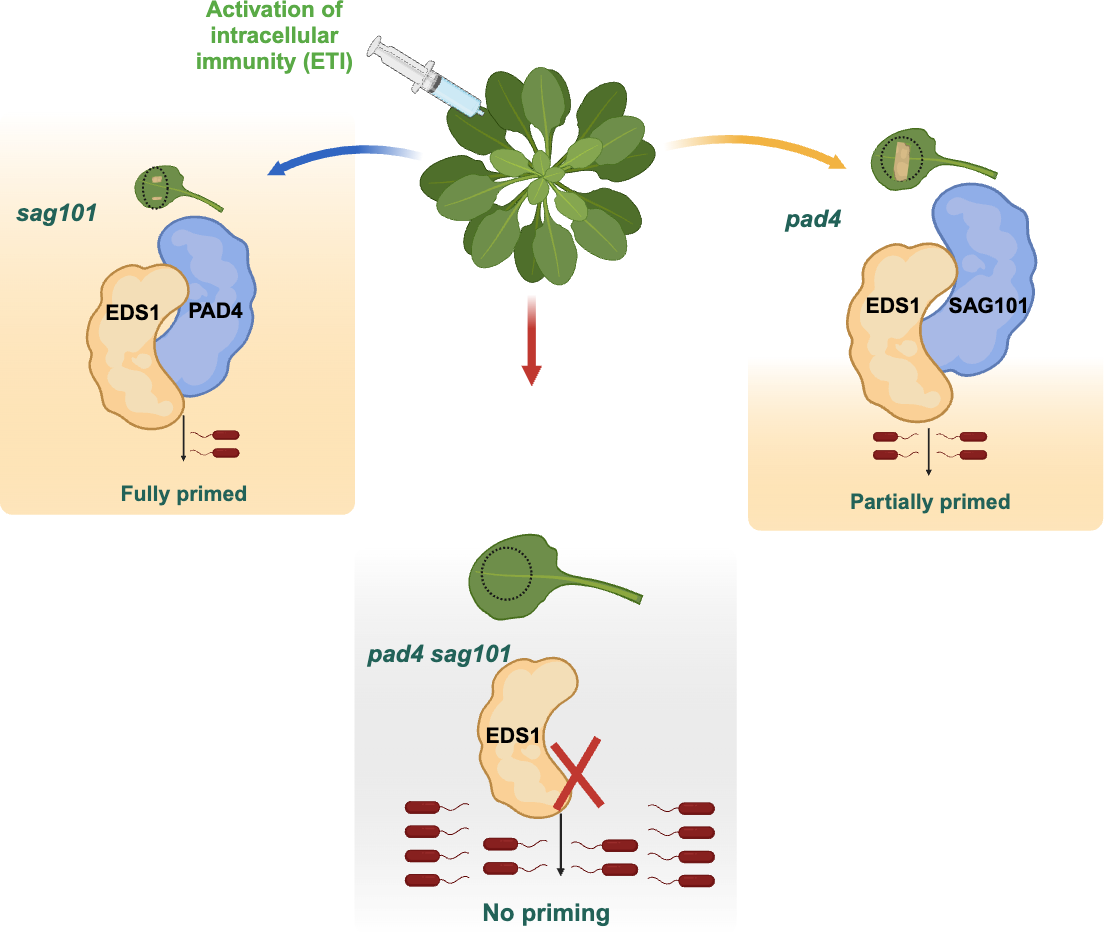 Activation of
intracellular
immunity (ETI)
sag101
EDS1
PAD4
Fully primed
pad4
EDS1
SAG101
Partially primed
pad4 sag101
EDS1
No priming